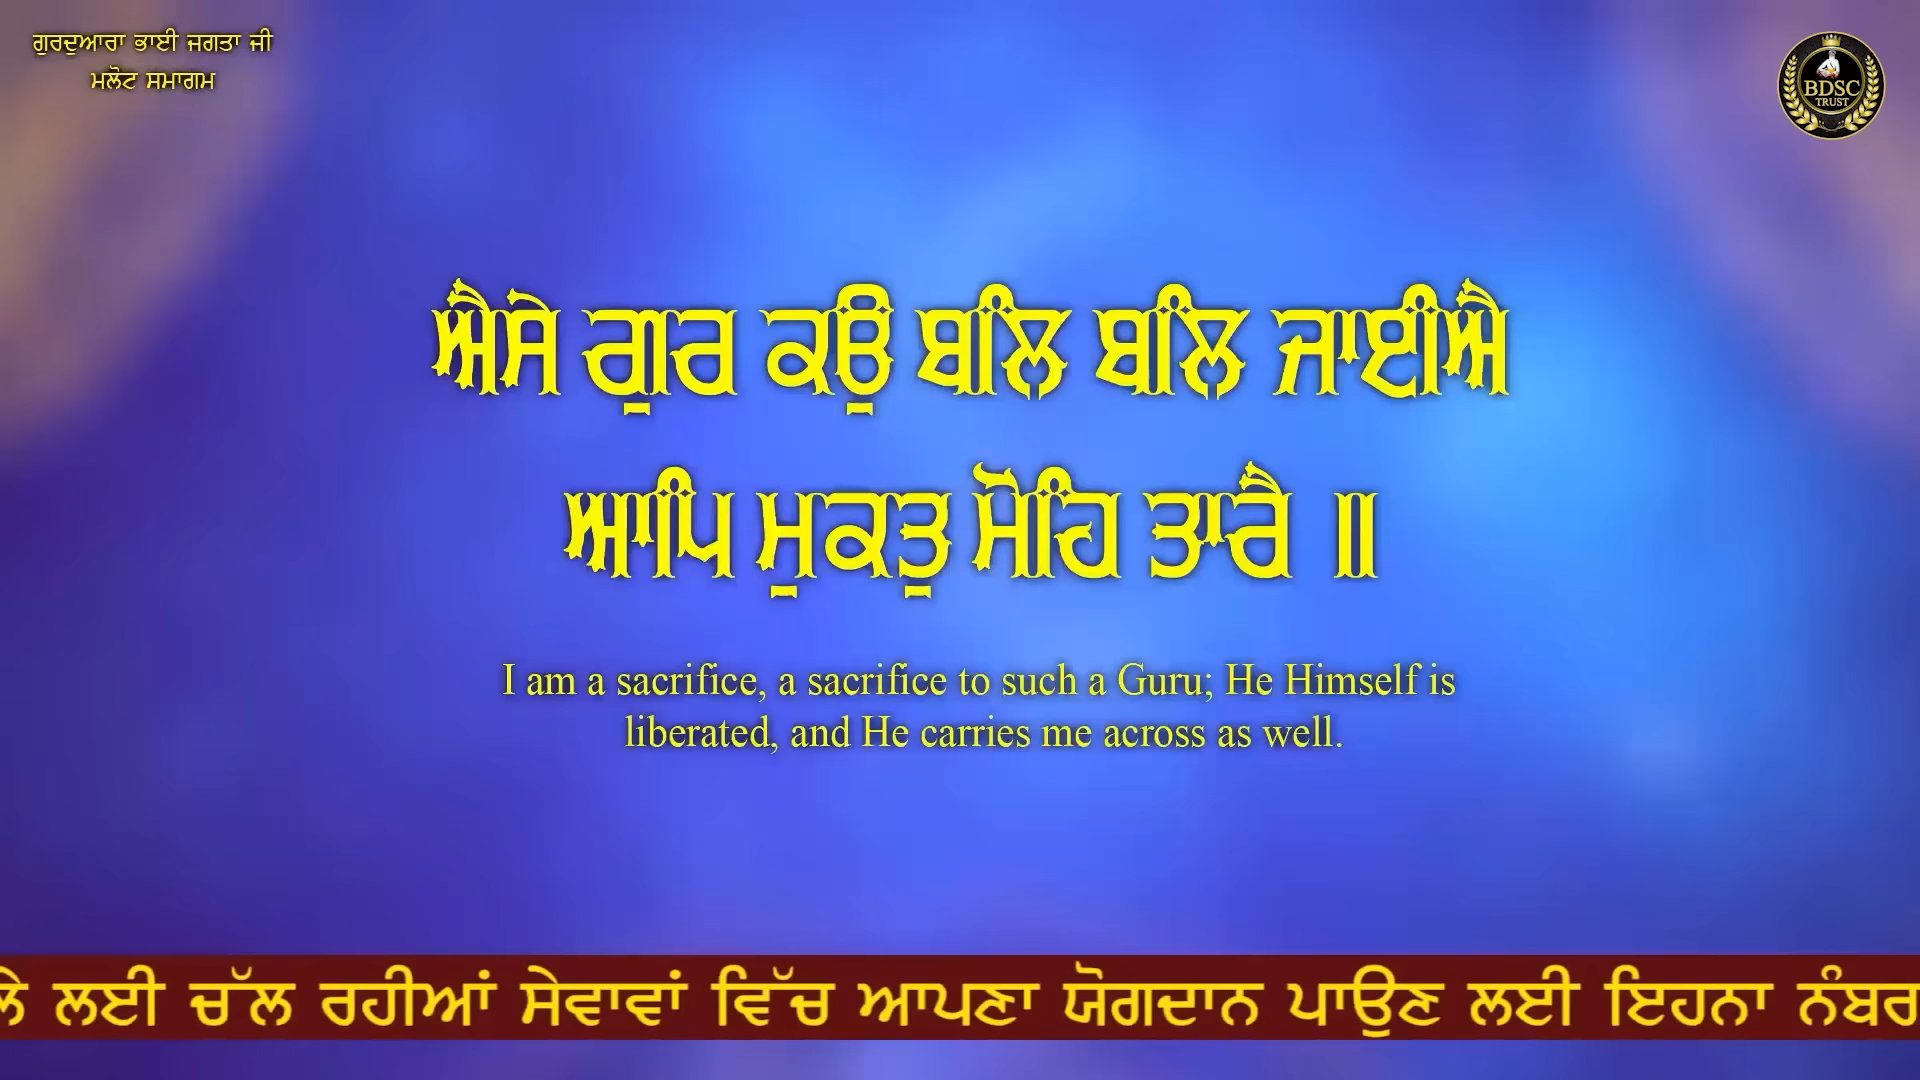 ਗੁਰਦੁਆਰਾ ਭਾਈ ਜਗਤਾ ਜੀ
ਮਲੋਟ ਸਮਾਗਮ
BDSC
TRUST
ਐਸੇ ਗੁਰ ਕਉ ਬਲਿ ਬਲਿ ਜਾਈਐ
ਆਪਿ ਮੁਕਤੁ ਮੋਹਿ ਤਾਰੈ ॥
I am a sacrifice, a sacrifice to such a Guru; He Himself is
liberated, and He carries me across as well.
ਲਈ ਚੱਲ ਰਹੀਆਂ ਸੇਵਾਵਾਂ ਵਿੱਚ ਆਪਣਾ ਯੋਗਦਾਨ ਪਾਉਣ ਲਈ ਇਹਨਾ ਨੰਬਰ